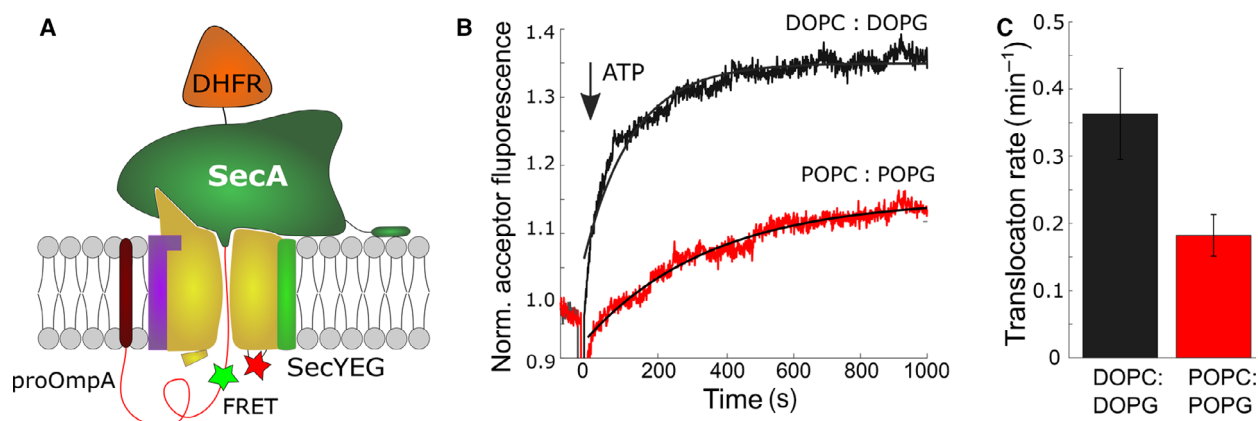 A
DHFR
SecA
proOmpA
SecYEG
FRET
B
DOPC : DOPG
ATP
POPC : POPG
Norm. acceptor fluporescence
1.4
1.3
1.2
1.1
1.0
0.9
0
200
400
600
800
1000
Time (s)
C
Translocaton rate (min⁻¹)
0.5
0.4
0.3
0.2
0.1
0
DOPC:
DOPG
POPC:
POPG